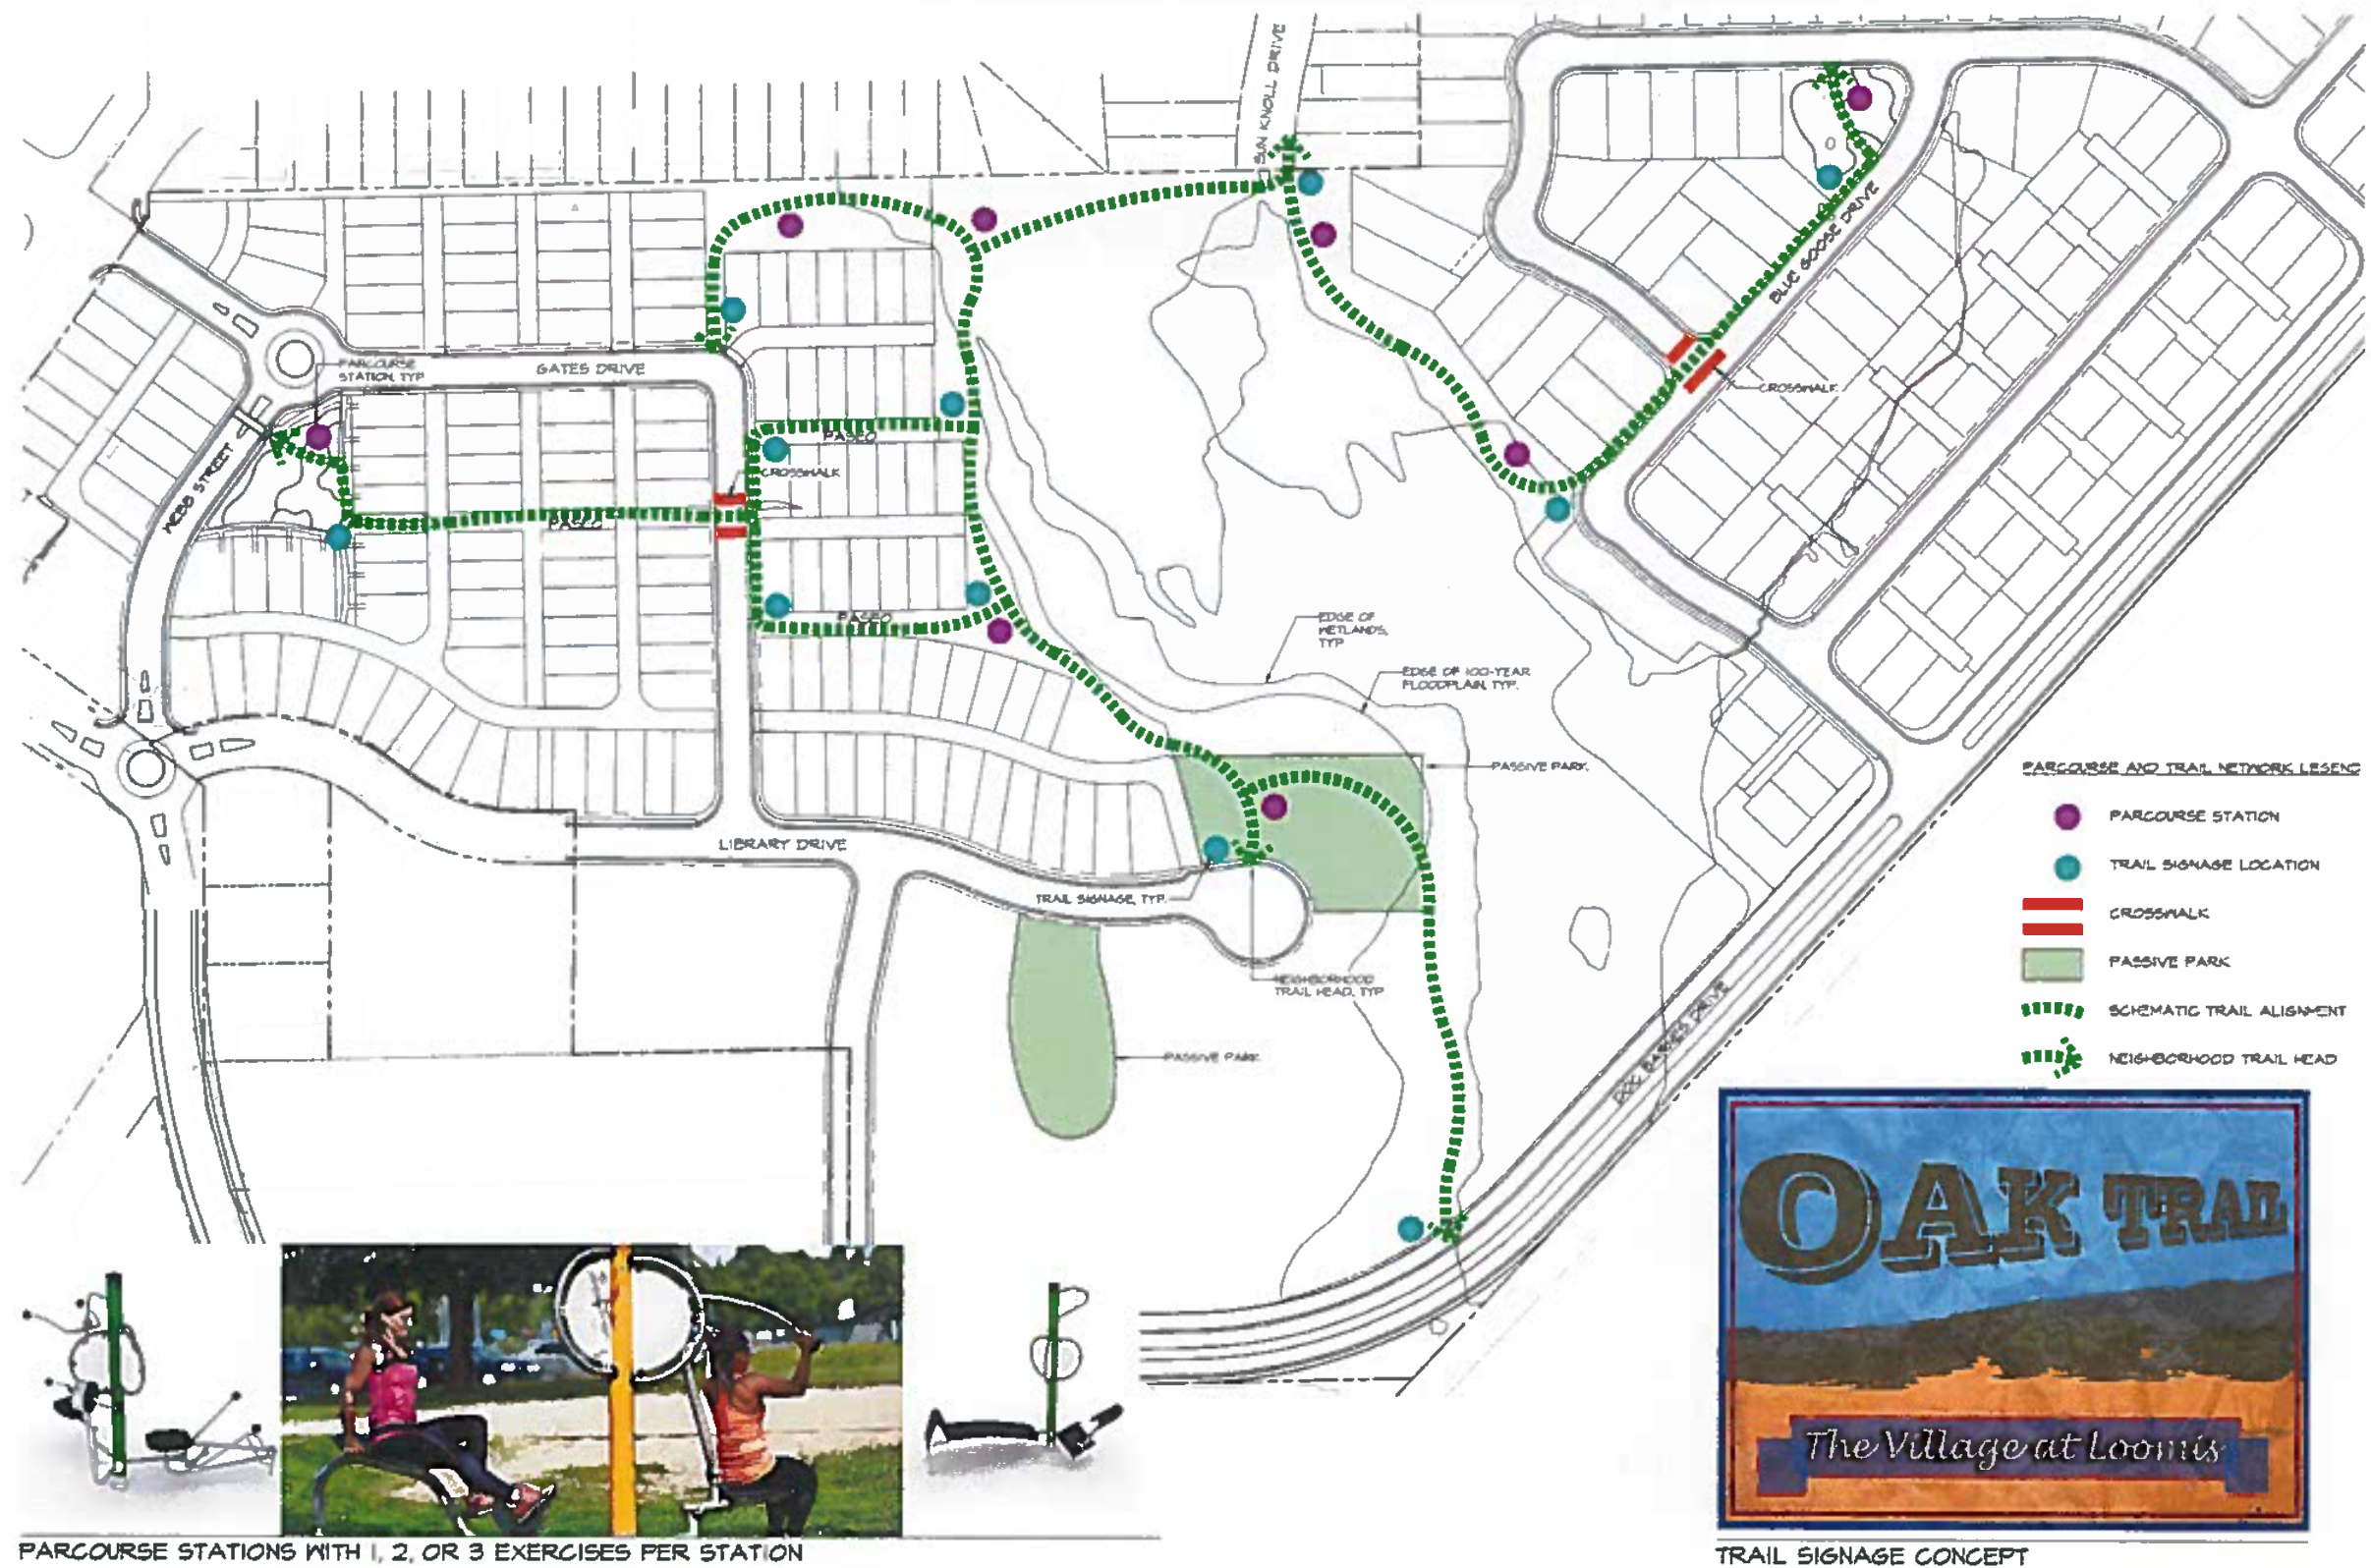 SUN KNOLL DRIVE
BLUE GOOSE DRIVE
PARCOURSE
STATION, TYP
GATES DRIVE
CROSSWALK
WEBB STREET
PASEO
CROSSWALK
PASEO
PASEO
EDGE OF
WETLANDS,
TYP
EDGE OF 100-YEAR
FLOODPLAIN, TYP.
PASSIVE PARK
LIBRARY DRIVE
TRAIL SIGNAGE, TYP.
NEIGHBORHOOD
TRAIL HEAD, TYP
PASSIVE PARK
DOC BARNES DRIVE
PARCOURSE AND TRAIL NETWORK LEGEND
PARCOURSE STATION
TRAIL SIGNAGE LOCATION
CROSSWALK
PASSIVE PARK
SCHEMATIC TRAIL ALIGNMENT
NEIGHBORHOOD TRAIL HEAD
OAK TRAIL
The Village at Loomis
PARCOURSE STATIONS WITH 1, 2, OR 3 EXERCISES PER STATION
TRAIL SIGNAGE CONCEPT